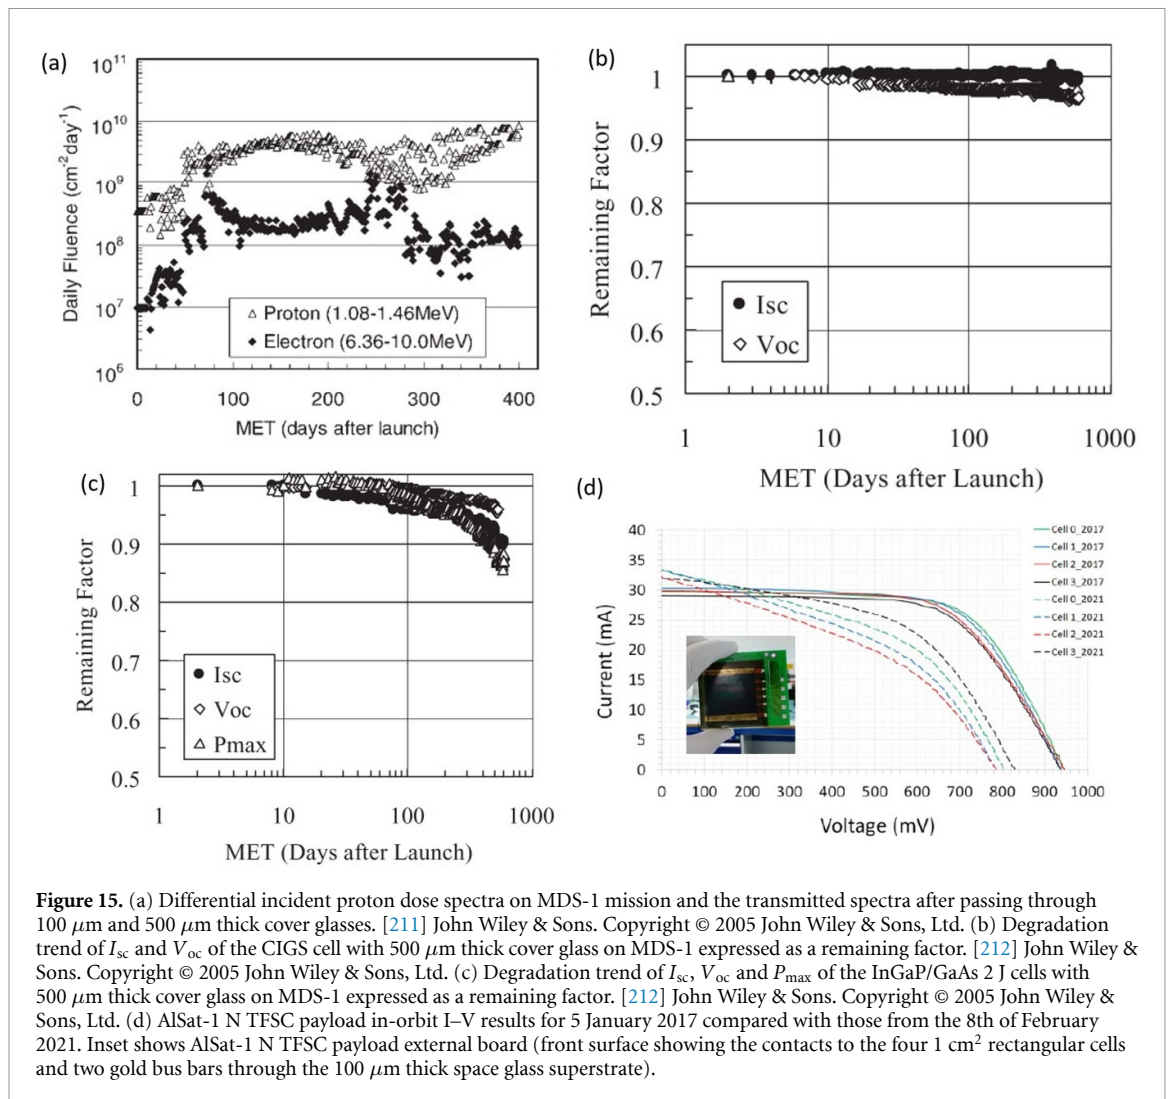 (a)
10^11
10^10
10^9
10^8
10^7
10^6
Daily Fluence (cm^-2 day^-1)
Proton (1.08-1.46MeV)
Electron (6.36-10.0MeV)
0 100 200 300 400
MET (days after launch)
(b)
1
0.9
0.8
0.7
0.6
0.5
Remaining Factor
Isc
Voc
1 10 100 1000
MET (Days after Launch)
(c)
1
0.9
0.8
0.7
0.6
0.5
Remaining Factor
Isc
Voc
Pmax
1 10 100 1000
MET (Days after Launch)
(d)
40
35
30
25
20
15
10
5
0
Current (mA)
Cell 0_2017
Cell 1_2017
Cell 2_2017
Cell 3_2017
Cell 0_2021
Cell 1_2021
Cell 2_2021
Cell 3_2021
0 100 200 300 400 500 600 700 800 900 1000
Voltage (mV)
Figure 15. (a) Differential incident proton dose spectra on MDS-1 mission and the transmitted spectra after passing through
100 μm and 500 μm thick cover glasses. [211] John Wiley & Sons. Copyright © 2005 John Wiley & Sons, Ltd. (b) Degradation
trend of Isc and Voc of the CIGS cell with 500 μm thick cover glass on MDS-1 expressed as a remaining factor. [212] John Wiley &
Sons. Copyright © 2005 John Wiley & Sons, Ltd. (c) Degradation trend of Isc, Voc and Pmax of the InGaP/GaAs 2 J cells with
500 μm thick cover glass on MDS-1 expressed as a remaining factor. [212] John Wiley & Sons. Copyright © 2005 John Wiley &
Sons, Ltd. (d) AlSat-1 N TFSC payload in-orbit I–V results for 5 January 2017 compared with those from the 8th of February
2021. Inset shows AlSat-1 N TFSC payload external board (front surface showing the contacts to the four 1 cm² rectangular cells
and two gold bus bars through the 100 μm thick space glass superstrate).